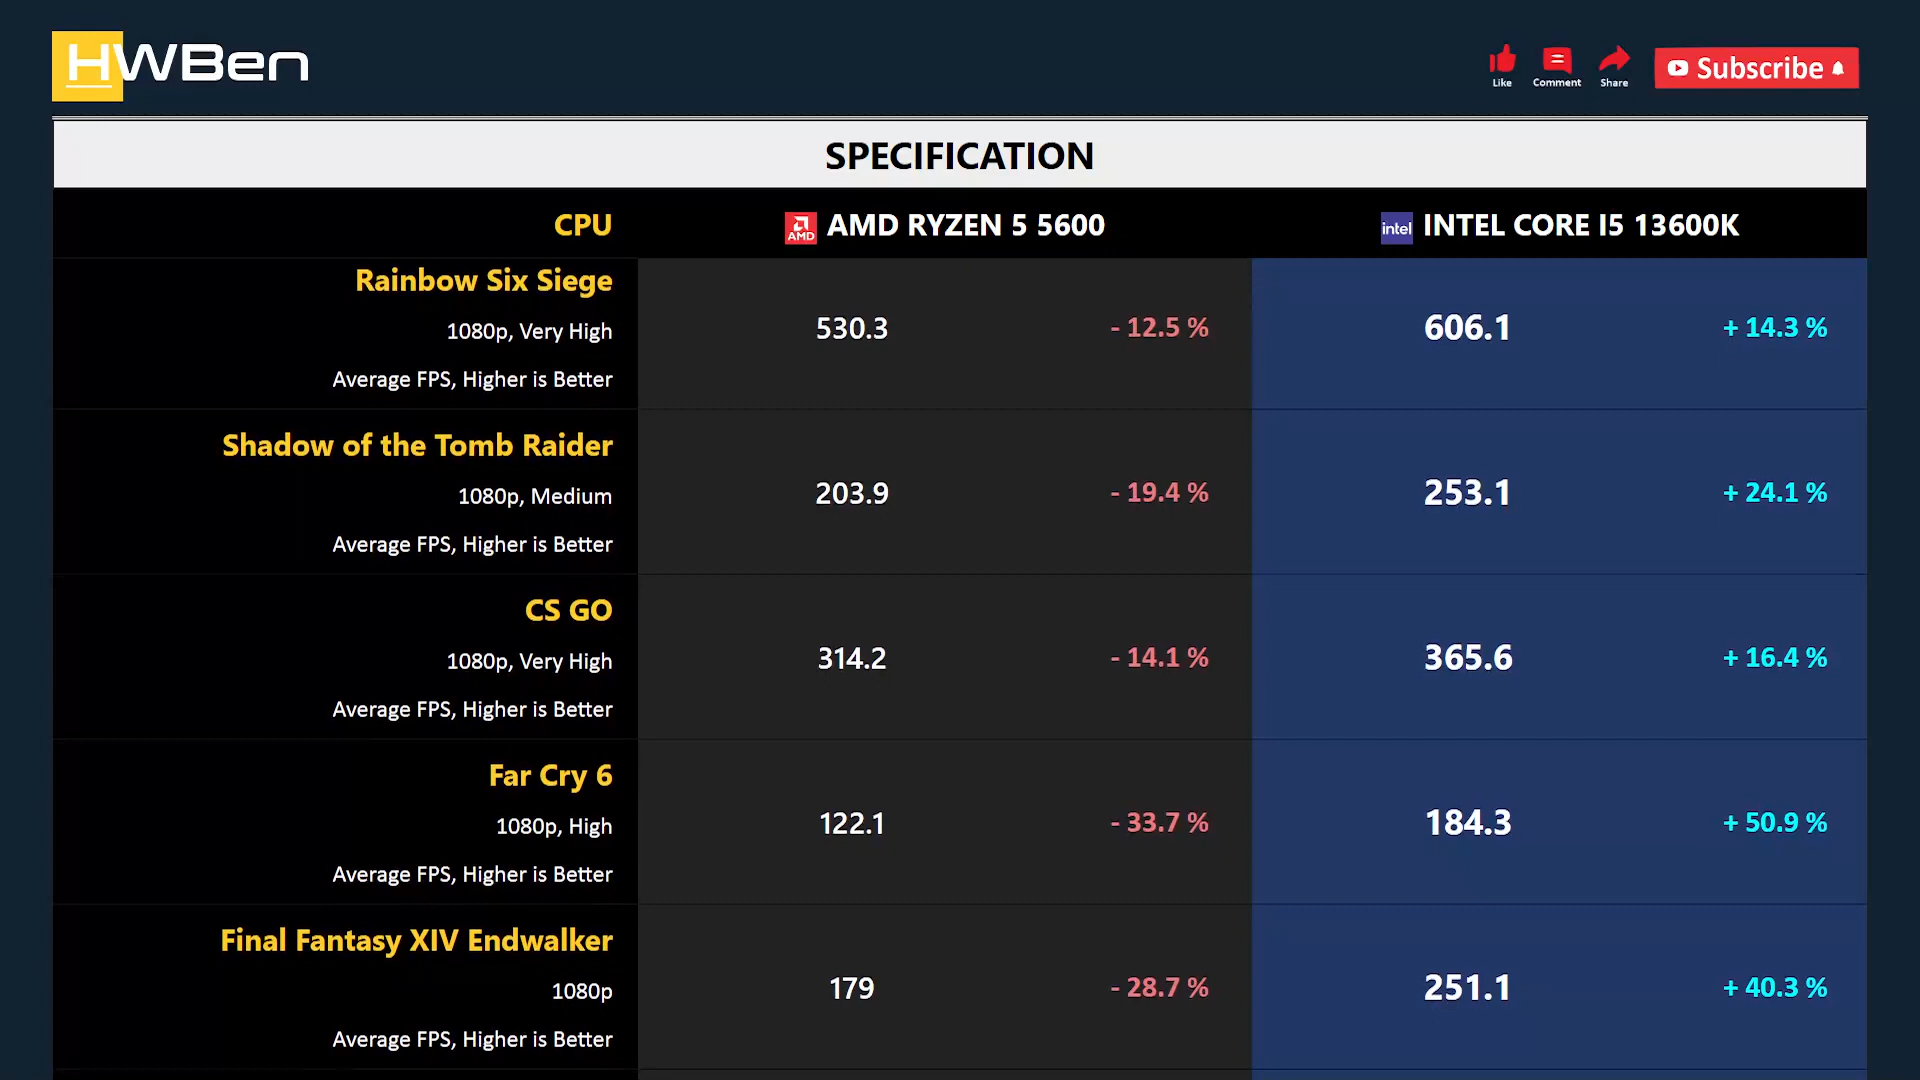 HWBen
Like
Comment
Share
Subscribe
SPECIFICATION
CPU
AMD
AMD RYZEN 5 5600
intel
INTEL CORE I5 13600K
Rainbow Six Siege
1080p, Very High
Average FPS, Higher is Better
530.3
- 12.5 %
606.1
+ 14.3 %
Shadow of the Tomb Raider
1080p, Medium
Average FPS, Higher is Better
203.9
- 19.4 %
253.1
+ 24.1 %
CS GO
1080p, Very High
Average FPS, Higher is Better
314.2
- 14.1 %
365.6
+ 16.4 %
Far Cry 6
1080p, High
Average FPS, Higher is Better
122.1
- 33.7 %
184.3
+ 50.9 %
Final Fantasy XIV Endwalker
1080p
Average FPS, Higher is Better
179
- 28.7 %
251.1
+ 40.3 %